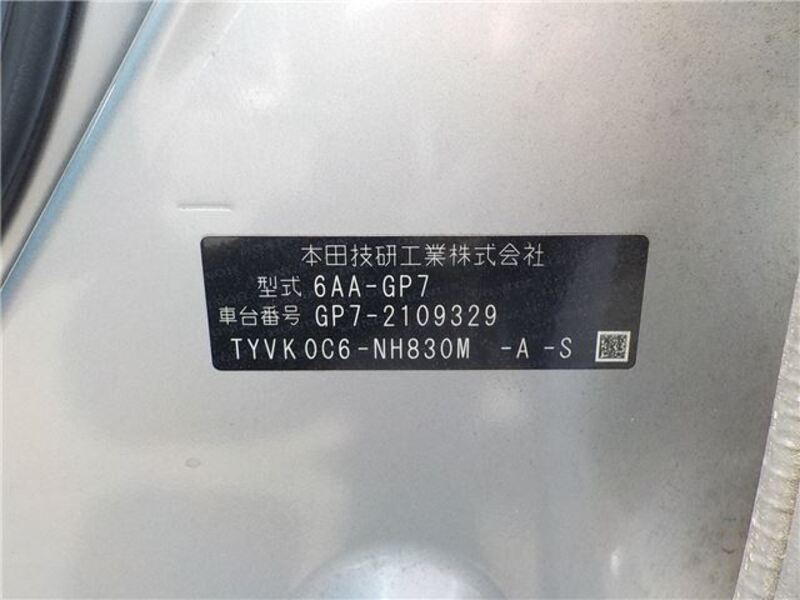 本田技研工業株式会社
型式 6AA-GP7
車台番号 GP7-2109329
TYVK0C6-NH830M -A -S